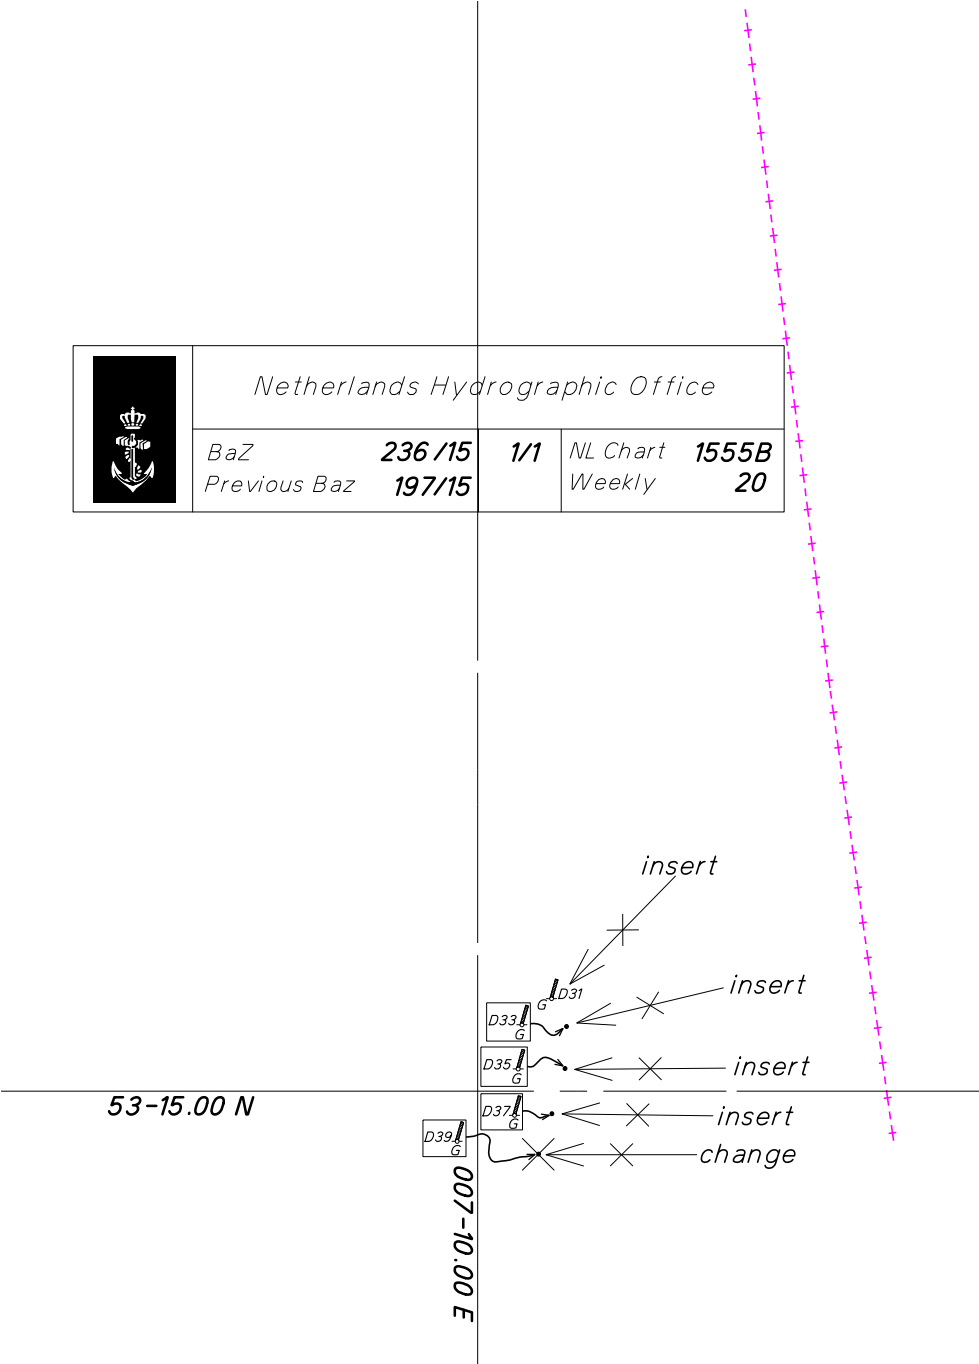 Netherlands Hydrographic Office
BaZ 236/15 1/1 NL Chart 1555B
Previous Baz 197/15 Weekly 20
insert
D31
G
insert
D33
G
D35
G
insert
53-15.00 N
D37
G
insert
D39
G
change
007-10.00 E